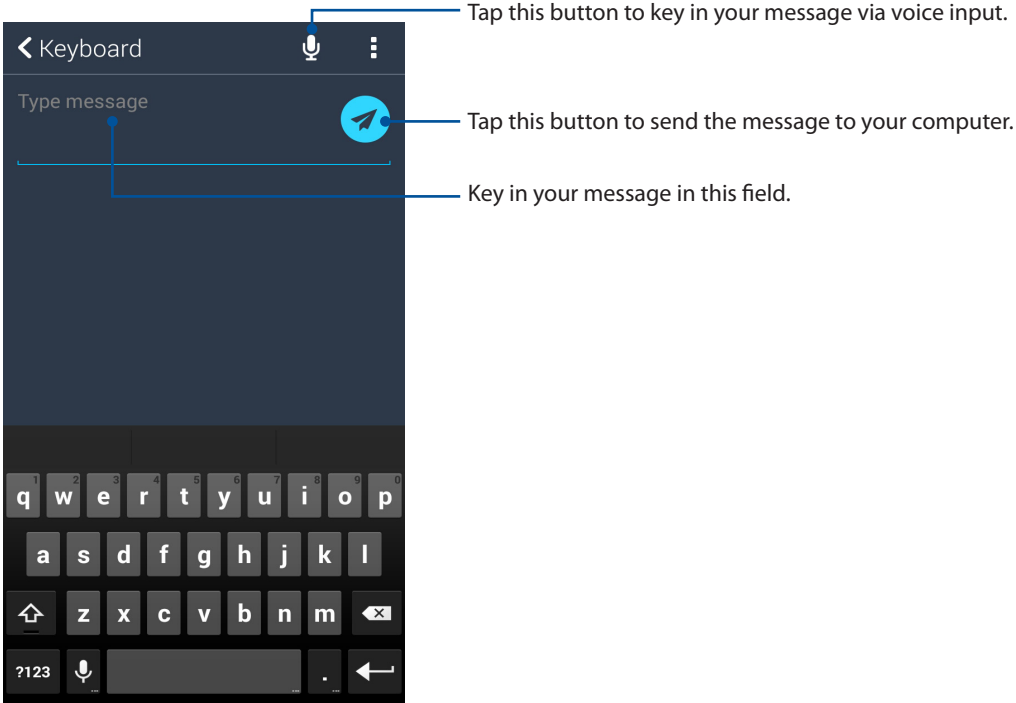 Tap this button to key in your message via voice input.
Keyboard
Type message
Tap this button to send the message to your computer.
Key in your message in this field.
1 2 3 4 5 6 7 8 9 0
q w e r t y u i o p
a s d f g h j k l
z x c v b n m
?123 .